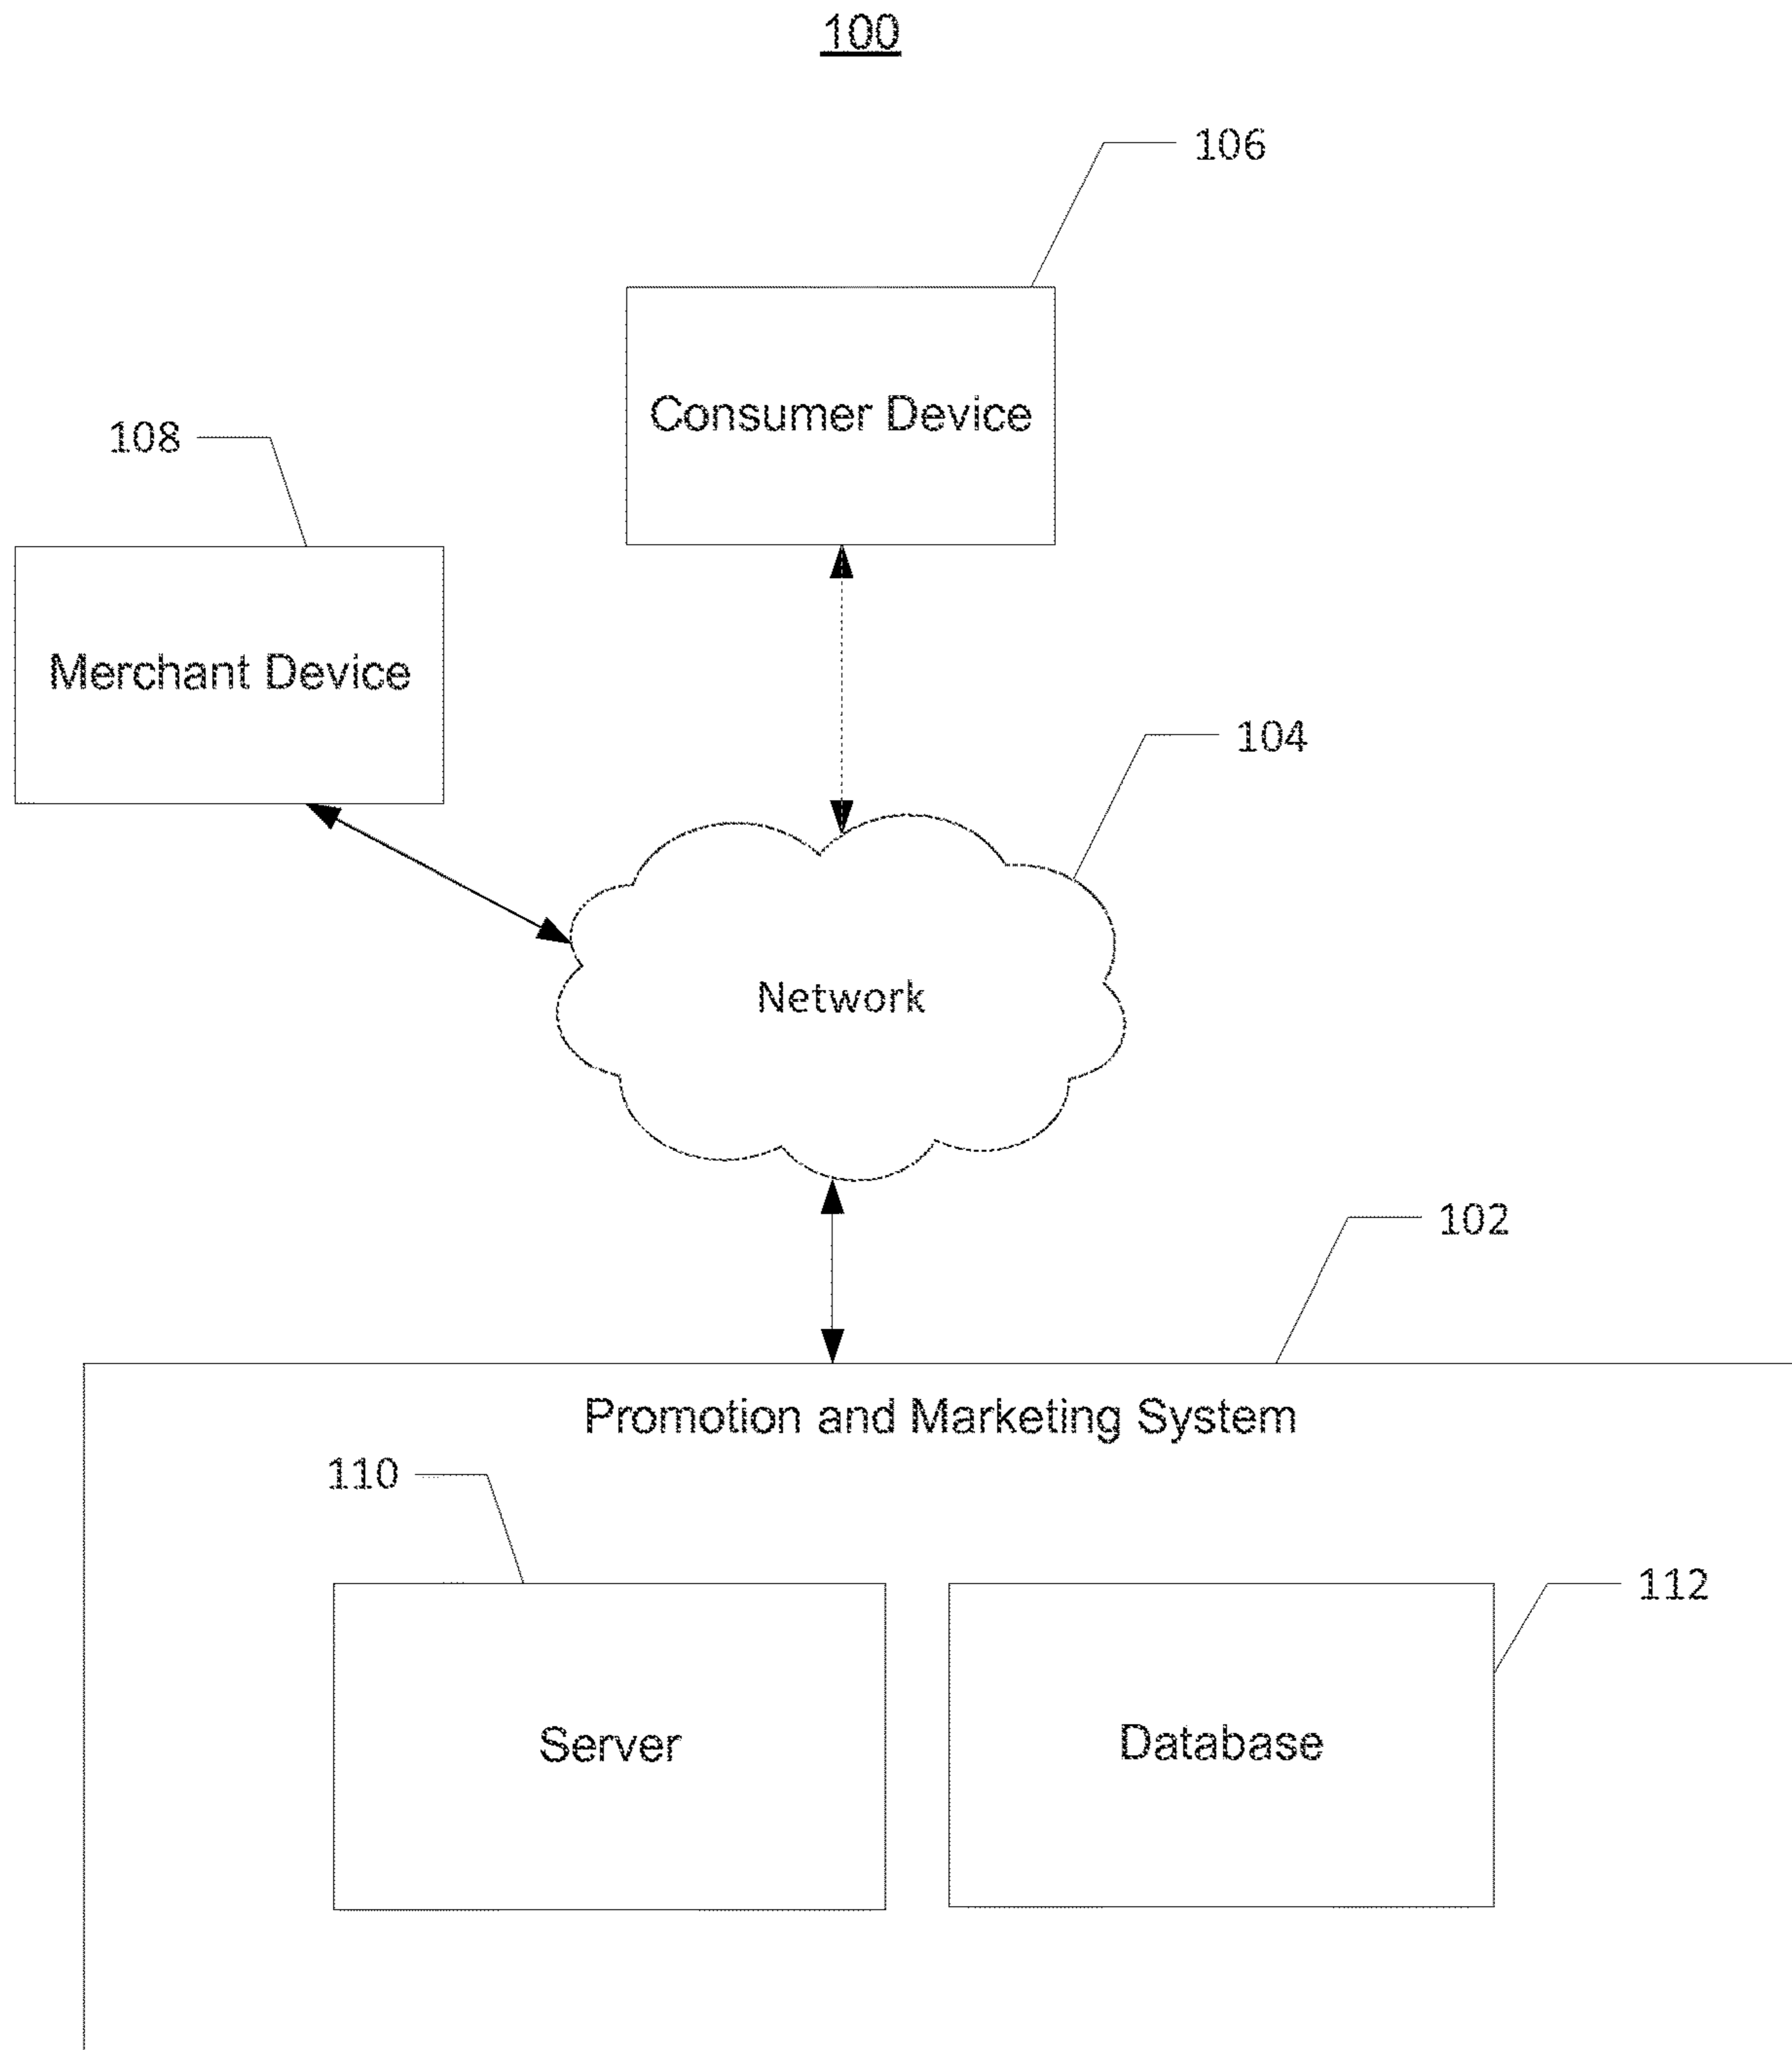 100
106
Consumer Device
108
Merchant Device
104
Network
102
Promotion and Marketing System
110
112
Server
Database